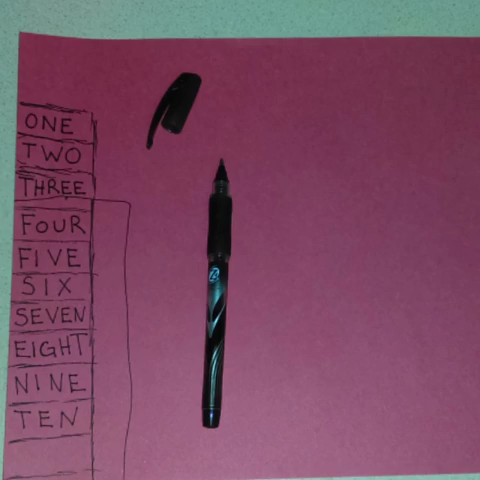 ONE
TWO
THREE
FOUR
FIVE
SIX
SEVEN
EIGHT
NINE
TEN